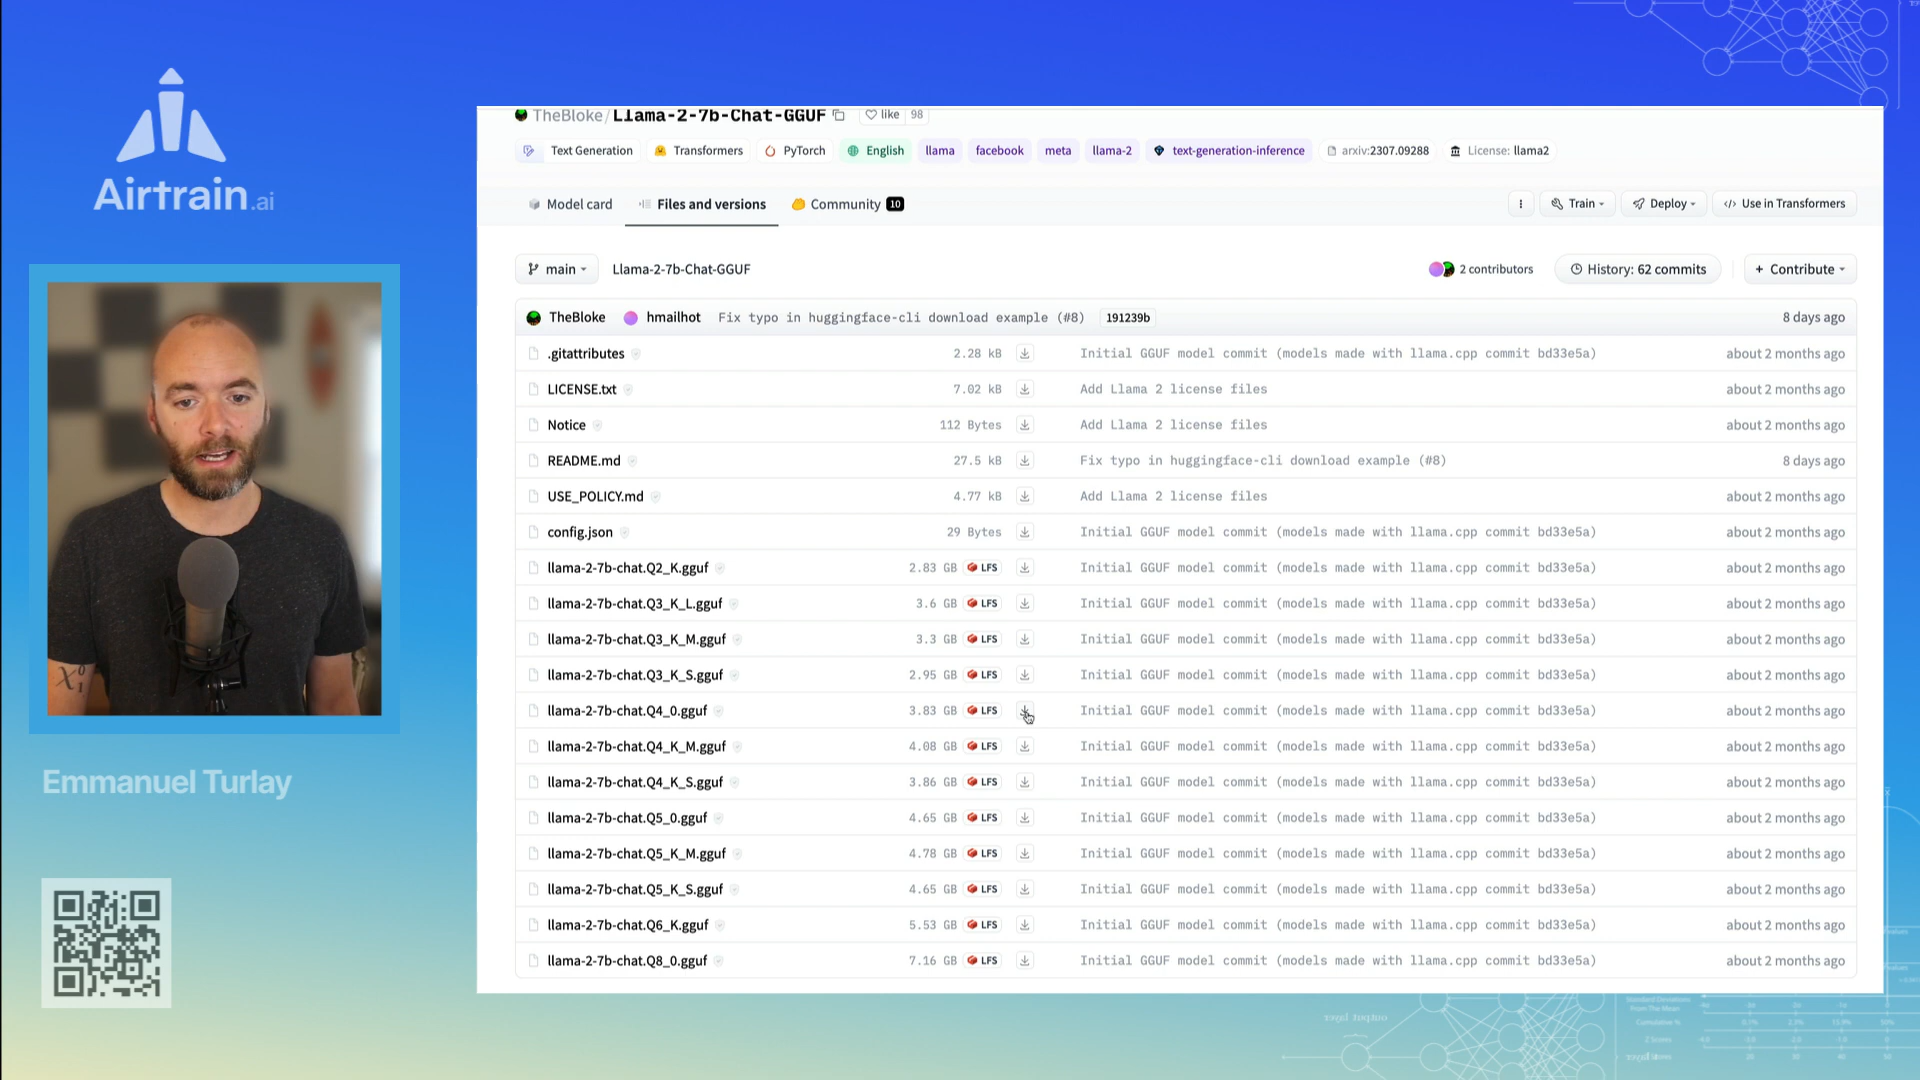 Airtrain.ai
Emmanuel Turlay
TheBloke/Llama-2-7b-Chat-GGUF like 98
Text Generation Transformers PyTorch English llama facebook meta llama-2 text-generation-inference arxiv:2307.09288 License: llama2
Model card Files and versions Community 10 Train Deploy </> Use in Transformers
main Llama-2-7b-Chat-GGUF 2 contributors History: 62 commits + Contribute
TheBloke hmailhot Fix typo in huggingface-cli download example (#8) 191239b 8 days ago
.gitattributes 2.28 kB Initial GGUF model commit (models made with llama.cpp commit bd33e5a) about 2 months ago
LICENSE.txt 7.02 kB Add Llama 2 license files about 2 months ago
Notice 112 Bytes Add Llama 2 license files about 2 months ago
README.md 27.5 kB Fix typo in huggingface-cli download example (#8) 8 days ago
USE_POLICY.md 4.77 kB Add Llama 2 license files about 2 months ago
config.json 29 Bytes Initial GGUF model commit (models made with llama.cpp commit bd33e5a) about 2 months ago
llama-2-7b-chat.Q2_K.gguf 2.83 GB LFS Initial GGUF model commit (models made with llama.cpp commit bd33e5a) about 2 months ago
llama-2-7b-chat.Q3_K_L.gguf 3.6 GB LFS Initial GGUF model commit (models made with llama.cpp commit bd33e5a) about 2 months ago
llama-2-7b-chat.Q3_K_M.gguf 3.3 GB LFS Initial GGUF model commit (models made with llama.cpp commit bd33e5a) about 2 months ago
llama-2-7b-chat.Q3_K_S.gguf 2.95 GB LFS Initial GGUF model commit (models made with llama.cpp commit bd33e5a) about 2 months ago
llama-2-7b-chat.Q4_0.gguf 3.83 GB LFS Initial GGUF model commit (models made with llama.cpp commit bd33e5a) about 2 months ago
llama-2-7b-chat.Q4_K_M.gguf 4.08 GB LFS Initial GGUF model commit (models made with llama.cpp commit bd33e5a) about 2 months ago
llama-2-7b-chat.Q4_K_S.gguf 3.86 GB LFS Initial GGUF model commit (models made with llama.cpp commit bd33e5a) about 2 months ago
llama-2-7b-chat.Q5_0.gguf 4.65 GB LFS Initial GGUF model commit (models made with llama.cpp commit bd33e5a) about 2 months ago
llama-2-7b-chat.Q5_K_M.gguf 4.78 GB LFS Initial GGUF model commit (models made with llama.cpp commit bd33e5a) about 2 months ago
llama-2-7b-chat.Q5_K_S.gguf 4.65 GB LFS Initial GGUF model commit (models made with llama.cpp commit bd33e5a) about 2 months ago
llama-2-7b-chat.Q6_K.gguf 5.53 GB LFS Initial GGUF model commit (models made with llama.cpp commit bd33e5a) about 2 months ago
llama-2-7b-chat.Q8_0.gguf 7.16 GB LFS Initial GGUF model commit (models made with llama.cpp commit bd33e5a) about 2 months ago